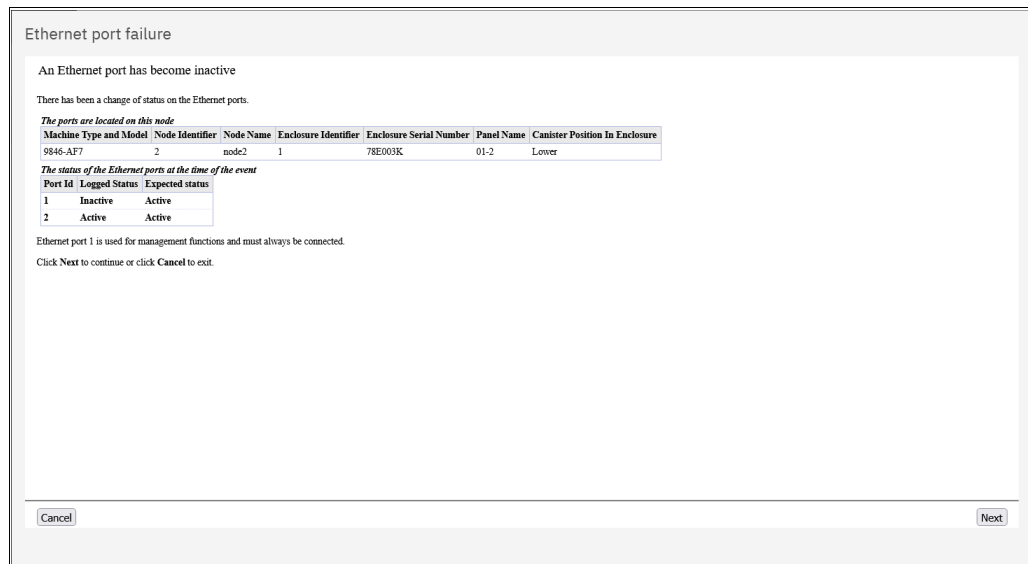 Ethernet port failure
An Ethernet port has become inactive
There has been a change of status on the Ethernet ports.
The ports are located on this node
Machine Type and Model Node Identifier Node Name Enclosure Identifier Enclosure Serial Number Panel Name Canister Position In Enclosure
9846-AF7 2 node2 1 78E003K 01-2 Lower
The status of the Ethernet ports at the time of the event
Port Id Logged Status Expected status
1 Inactive Active
2 Active Active
Ethernet port 1 is used for management functions and must always be connected.
Click Next to continue or click Cancel to exit.
Cancel Next